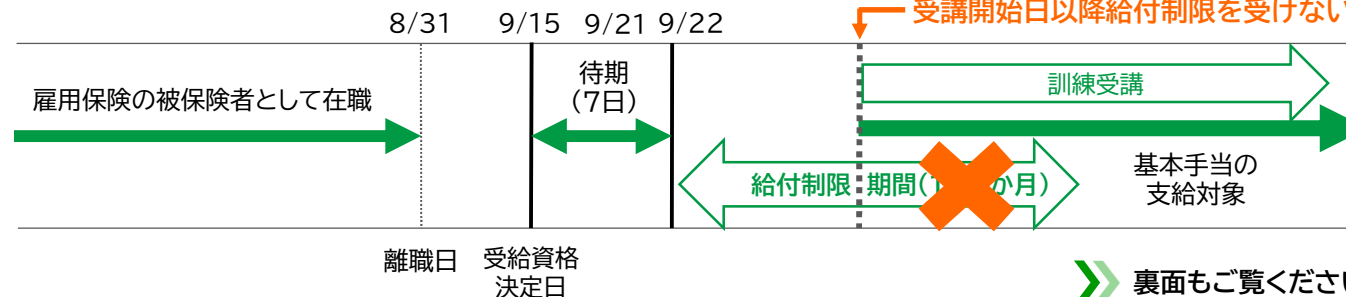 受講開始日以降給付制限を受けない
8/31 9/15 9/21 9/22
待期
（7日）
訓練受講
雇用保険の被保険者として在職
給付制限 期間（1 か月）
基本手当の
支給対象
離職日 受給資格
決定日
裏面もご覧ください